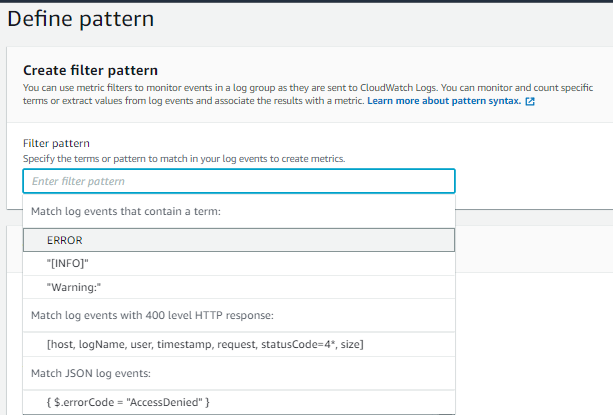 Define pattern
Create filter pattern
You can use metric filters to monitor events in a log group as they are sent to CloudWatch Logs. You can monitor and count specific
terms or extract values from log events and associate the results with a metric. Learn more about pattern syntax.
Filter pattern
Specify the terms or pattern to match in your log events to create metrics.
Enter filter pattern
Match log events that contain a term:
ERROR
"[INFO]"
"Warning:"
Match log events with 400 level HTTP response:
[host, logName, user, timestamp, request, statusCode=4*, size]
Match JSON log events:
{ $.errorCode = "AccessDenied" }